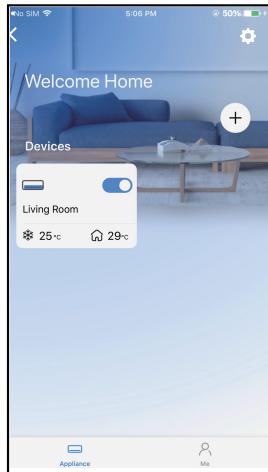 No SIM 5:06 PM 50%
Welcome Home
+
Devices
Living Room
25°C 29°C
Appliance Me